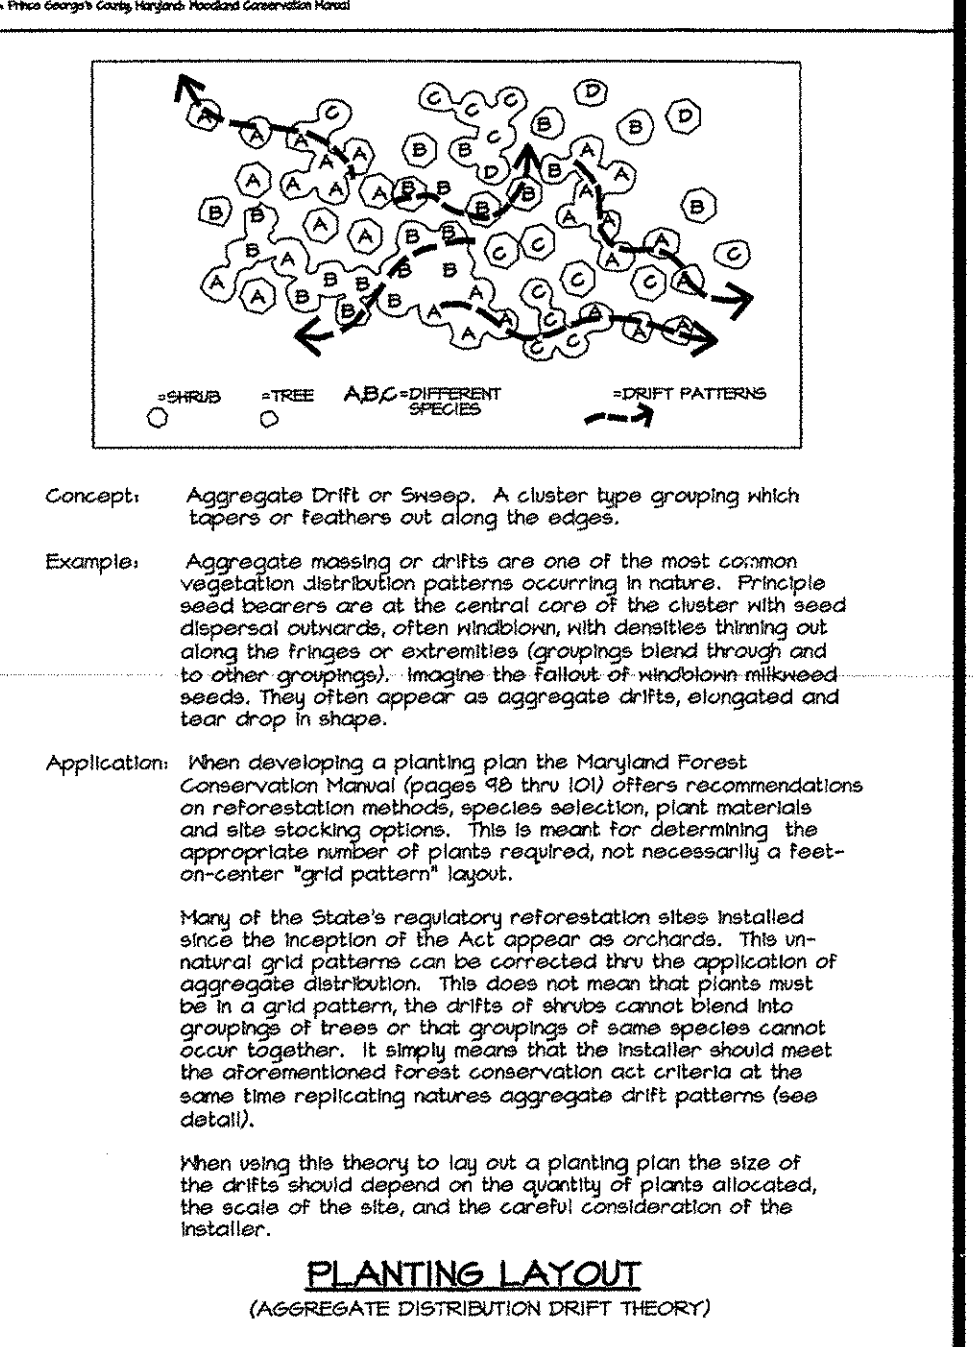 Prince George's County, Maryland: Woodland Conservation Manual
C C C D
A C B B D
A A C
A A B B B A
A A A A B B D B A A
B B A B B A B
B A A B B C C A A A C
B A B B A C C A
A A B B B A C C A
B B A A A C A A A
A C C
=SHRUB =TREE A,B,C=DIFFERENT SPECIES =DRIFT PATTERNS
Concept: Aggregate Drift or Sweep. A cluster type grouping which
tapers or feathers out along the edges.
Example: Aggregate massing or drifts are one of the most common
vegetation distribution patterns occurring in nature. Principle
seed bearers are at the central core of the cluster with seed
dispersal outwards, often windblown, with densities thinning out
along the fringes or extremities (groupings blend through and
to other groupings). Imagine the fallout of windblown milkweed
seeds. They often appear as aggregate drifts, elongated and
tear drop in shape.
Application: When developing a planting plan the Maryland Forest
Conservation Manual (pages 98 thru 101) offers recommendations
on reforestation methods, species selection, plant materials
and site stocking options. This is meant for determining the
appropriate number of plants required, not necessarily a feet-
on-center "grid pattern" layout.
Many of the State's regulatory reforestation sites installed
since the inception of the Act appear as orchards. This un-
natural grid patterns can be corrected thru the application of
aggregate distribution. This does not mean that plants must
be in a grid pattern, the drifts of shrubs cannot blend into
groupings of trees or that groupings of same species cannot
occur together. It simply means that the installer should meet
the aforementioned forest conservation act criteria at the
same time replicating natures aggregate drift patterns (see
detail).
When using this theory to lay out a planting plan the size of
the drifts should depend on the quantity of plants allocated,
the scale of the site, and the careful consideration of the
installer.
PLANTING LAYOUT
(AGGREGATE DISTRIBUTION DRIFT THEORY)